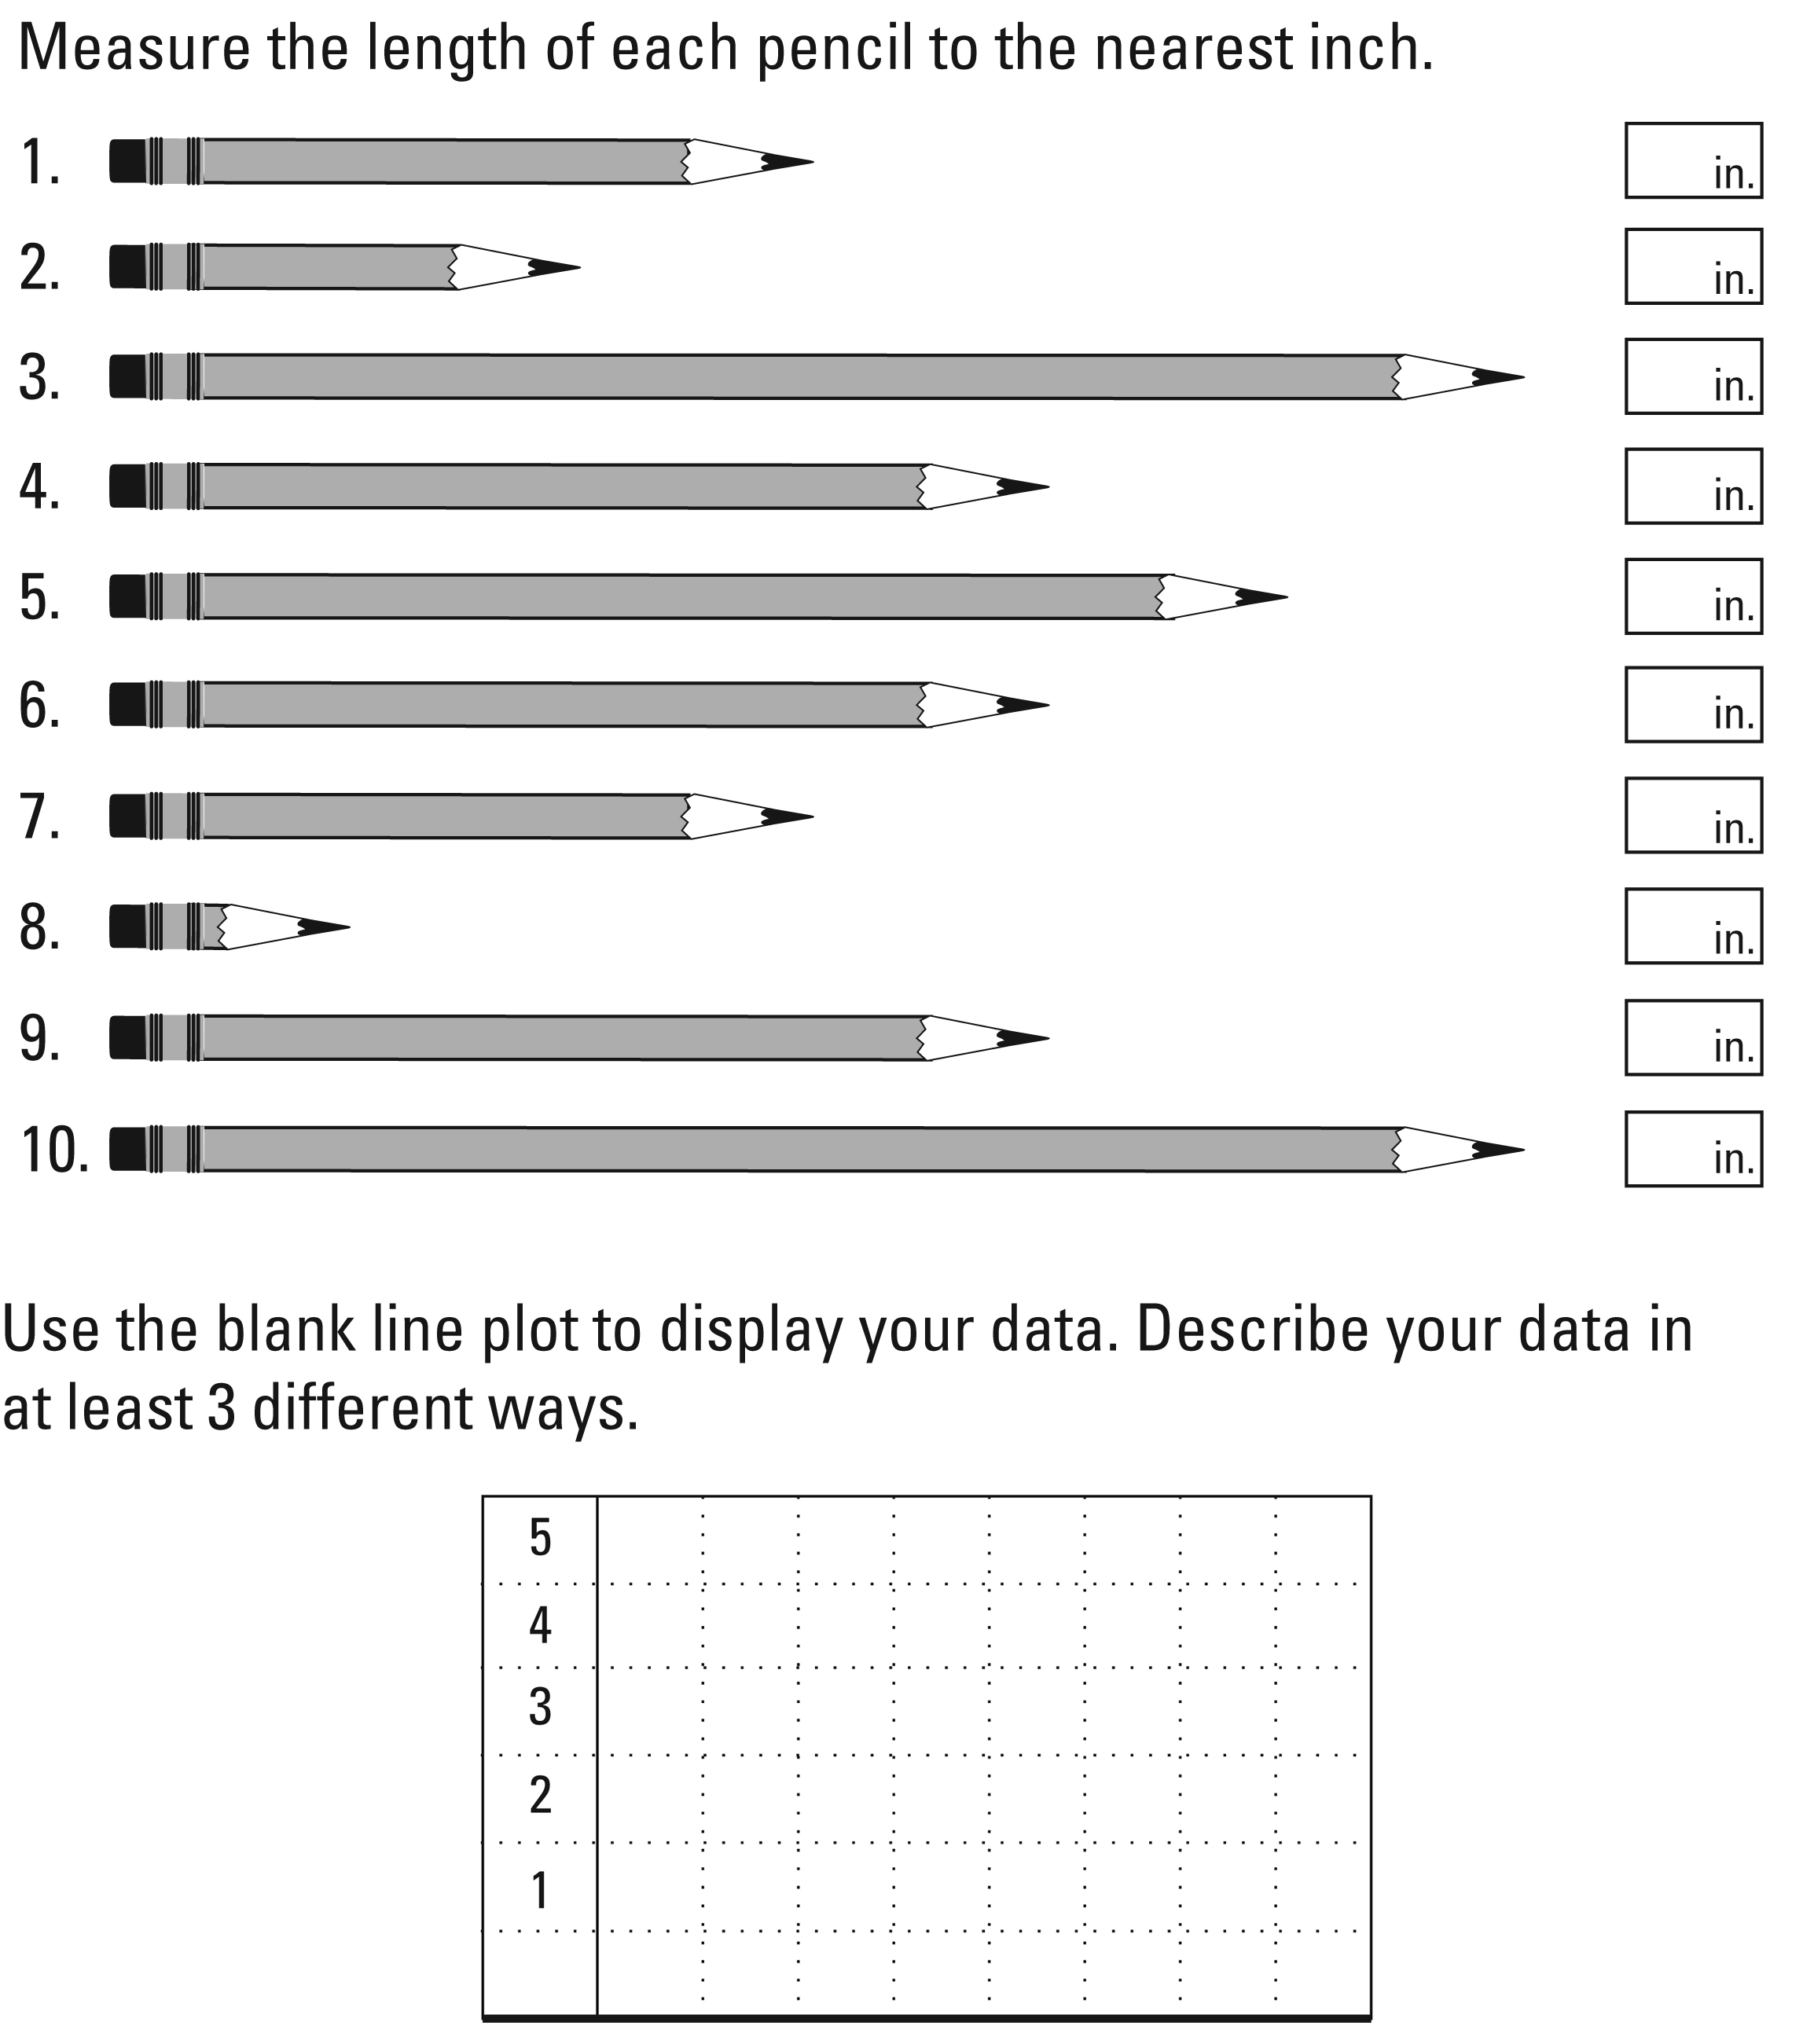 Measure the length of each pencil to the nearest inch.
1. in.
2. in.
3. in.
4. in.
5. in.
6. in.
7. in.
8. in.
9. in.
10. in.
Use the blank line plot to display your data. Describe your data in
at least 3 different ways.
5
4
3
2
1